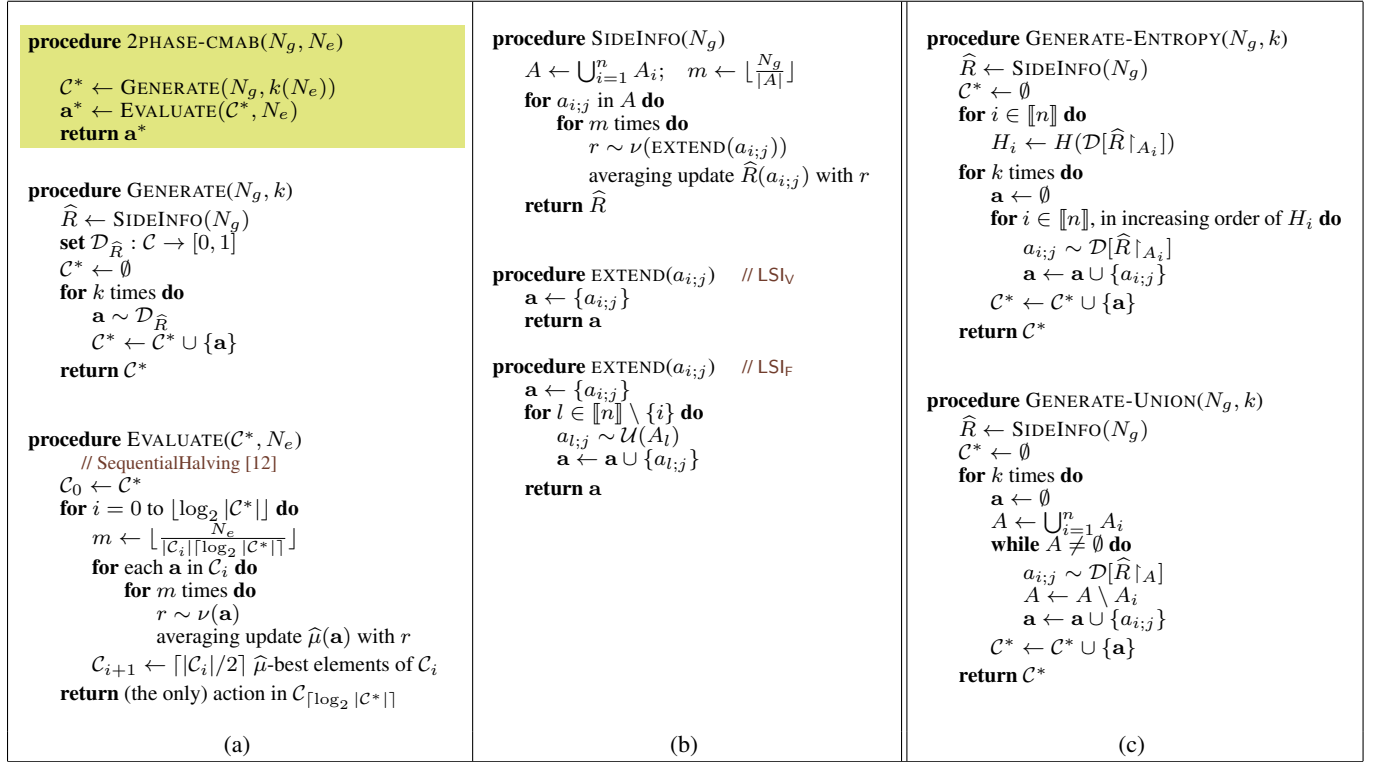 procedure 2PHASE-CMAB(N_g, N_e)
C* ← GENERATE(N_g, k(N_e))
a* ← EVALUATE(C*, N_e)
return a*
procedure GENERATE(N_g, k)
R̂ ← SIDEINFO(N_g)
set D_R̂ : C → [0, 1]
C* ← ∅
for k times do
a ∼ D_R̂
C* ← C* ∪ {a}
return C*
procedure EVALUATE(C*, N_e)
// SequentialHalving [12]
C_0 ← C*
for i = 0 to ⌊log_2 |C*|⌋ do
m ← ⌊N_e / (|C_i|⌈log_2 |C*|⌉)⌋
for each a in C_i do
for m times do
r ∼ ν(a)
averaging update μ̂(a) with r
C_{i+1} ← ⌈|C_i|/2⌉ μ̂-best elements of C_i
return (the only) action in C_{⌈log_2 |C*|⌉}
(a)
procedure SIDEINFO(N_g)
A ← ⋃_{i=1}^n A_i; m ← ⌊N_g / |A|⌋
for a_{i;j} in A do
for m times do
r ∼ ν(EXTEND(a_{i;j}))
averaging update R̂(a_{i;j}) with r
return R̂
procedure EXTEND(a_{i;j}) // LSI_V
a ← {a_{i;j}}
return a
procedure EXTEND(a_{i;j}) // LSI_F
a ← {a_{i;j}}
for l ∈ ⟦n⟧ \ {i} do
a_{l;j} ∼ U(A_l)
a ← a ∪ {a_{l;j}}
return a
(b)
procedure GENERATE-ENTROPY(N_g, k)
R̂ ← SIDEINFO(N_g)
C* ← ∅
for i ∈ ⟦n⟧ do
H_i ← H(D[R̂↾_{A_i}])
for k times do
a ← ∅
for i ∈ ⟦n⟧, in increasing order of H_i do
a_{i;j} ∼ D[R̂↾_{A_i}]
a ← a ∪ {a_{i;j}}
C* ← C* ∪ {a}
return C*
procedure GENERATE-UNION(N_g, k)
R̂ ← SIDEINFO(N_g)
C* ← ∅
for k times do
a ← ∅
A ← ⋃_{i=1}^n A_i
while A ≠ ∅ do
a_{i;j} ∼ D[R̂↾_A]
A ← A \ A_i
a ← a ∪ {a_{i;j}}
C* ← C* ∪ {a}
return C*
(c)